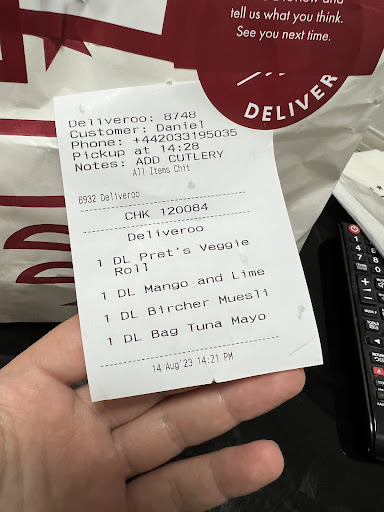 tell us what you think.
See you next time.
DELIVER
Deliveroo: 8748
Customer: Daniel
Phone: +442033195035
Pickup at 14:28
Notes: ADD CUTLERY
All Items Chit
6932 Deliveroo
CHK 120084
Deliveroo
1 DL Pret's Veggie
Roll
1 DL Mango and Lime
1 DL Bircher Muesli
1 DL Bag Tuna Mayo
14 Aug'23 14:21 PM